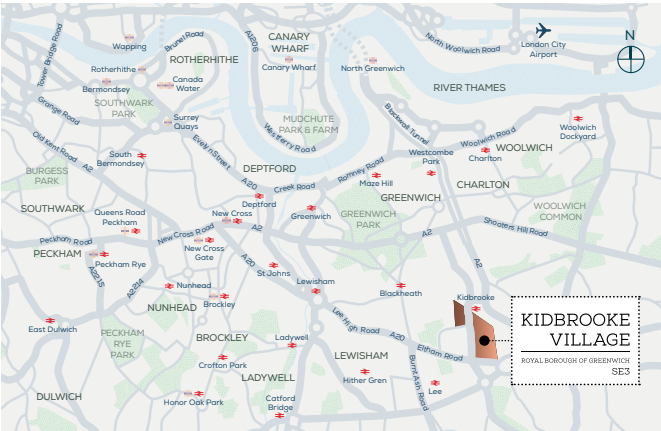 Tower Bridge Road
Wapping
Brunel Road
A1206
CANARY
WHARF
North Woolwich Road
London City
Airport
N
ROTHERHITHE
Rotherhithe
Canary Wharf
North Greenwich
Bermondsey
Canada
Water
RIVER THAMES
SOUTHWARK
PARK
Grange Road
Surrey
Quays
MUDCHUTE
PARK & FARM
Blackwall Tunnel
Woolwich
Dockyard
Old Kent Road
A2
Evelyn Street
Westferry Road
Woolwich Road
WOOLWICH
South
Bermondsey
Westcombe
Park
Charlton
BURGESS
PARK
DEPTFORD
A20
Creek Road
Romney Road
Maze Hill
CHARLTON
SOUTHWARK
Queens Road
Peckham
New Cross
Deptford
Greenwich
GREENWICH
GREENWICH
PARK
WOOLWICH
COMMON
Peckham Road
New Cross Road
A2
A2
Shooters Hill Road
PECKHAM
Peckham Rye
New Cross
Gate
A20
St Johns
A2
A2215
A2214
Nunhead
Lewisham
Blackheath
Kidbrooke
NUNHEAD
Brockley
KIDBROOKE
VILLAGE
ROYAL BOROUGH OF GREENWICH
SE3
East Dulwich
PECKHAM
RYE
PARK
BROCKLEY
Ladywell
Lee High Road
A20
Eltham Road
Crofton Park
LEWISHAM
LADYWELL
Hither Gren
Burnt Ash Road
Lee
DULWICH
Honor Oak Park
Catford
Bridge